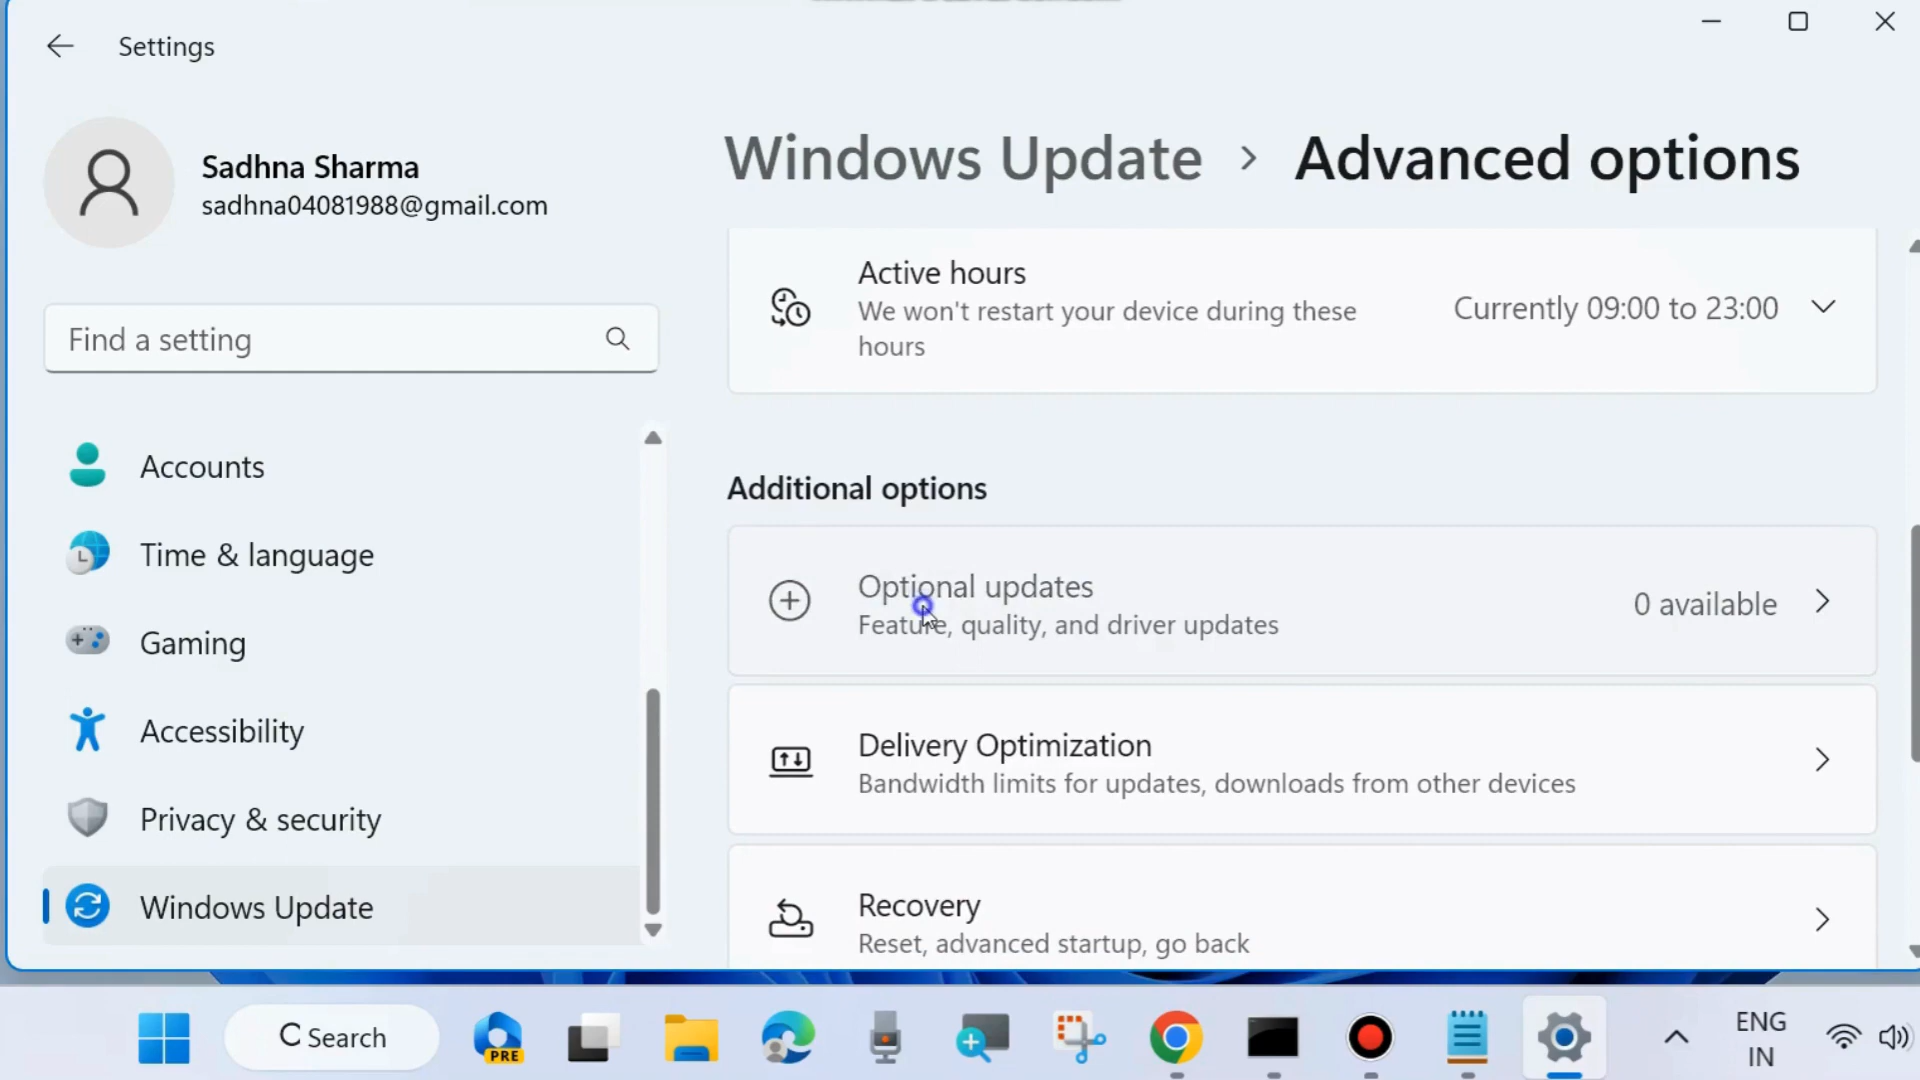 Settings
Sadhna Sharma
sadhna04081988@gmail.com
Find a setting
Accounts
Time & language
Gaming
Accessibility
Privacy & security
Windows Update
Windows Update > Advanced options
Active hours
We won't restart your device during these
hours
Currently 09:00 to 23:00
Additional options
Optional updates
Feature, quality, and driver updates
0 available
Delivery Optimization
Bandwidth limits for updates, downloads from other devices
Recovery
Reset, advanced startup, go back
Search
PRE
ENG
IN